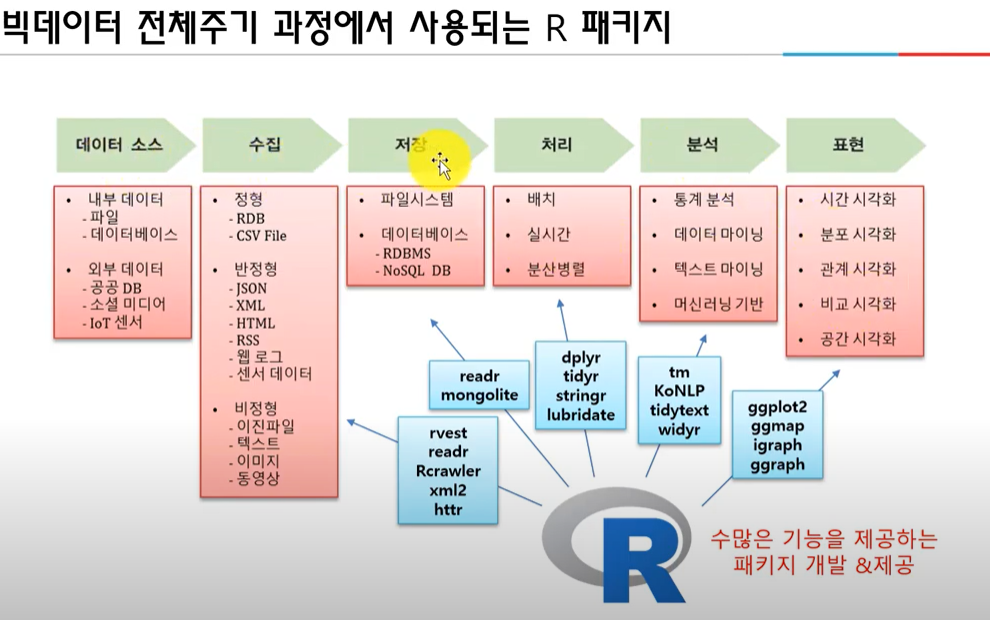 빅데이터 전체주기 과정에서 사용되는 R 패키지
데이터 소스
수집
저장
처리
분석
표현
• 내부 데이터
- 파일
- 데이터베이스
• 외부 데이터
- 공공 DB
- 소셜 미디어
- IoT 센서
• 정형
- RDB
- CSV File
• 반정형
- JSON
- XML
- HTML
- RSS
- 웹 로그
- 센서 데이터
• 비정형
- 이진파일
- 텍스트
- 이미지
- 동영상
• 파일시스템
• 데이터베이스
- RDBMS
- NoSQL DB
• 배치
• 실시간
• 분산병렬
• 통계 분석
• 데이터 마이닝
• 텍스트 마이닝
• 머신러닝 기반
• 시간 시각화
• 분포 시각화
• 관계 시각화
• 비교 시각화
• 공간 시각화
rvest
readr
Rcrawler
xml2
httr
readr
mongolite
dplyr
tidyr
stringr
lubridate
tm
KoNLP
tidytext
widyr
ggplot2
ggmap
igraph
ggraph
R
수많은 기능을 제공하는
패키지 개발 &제공